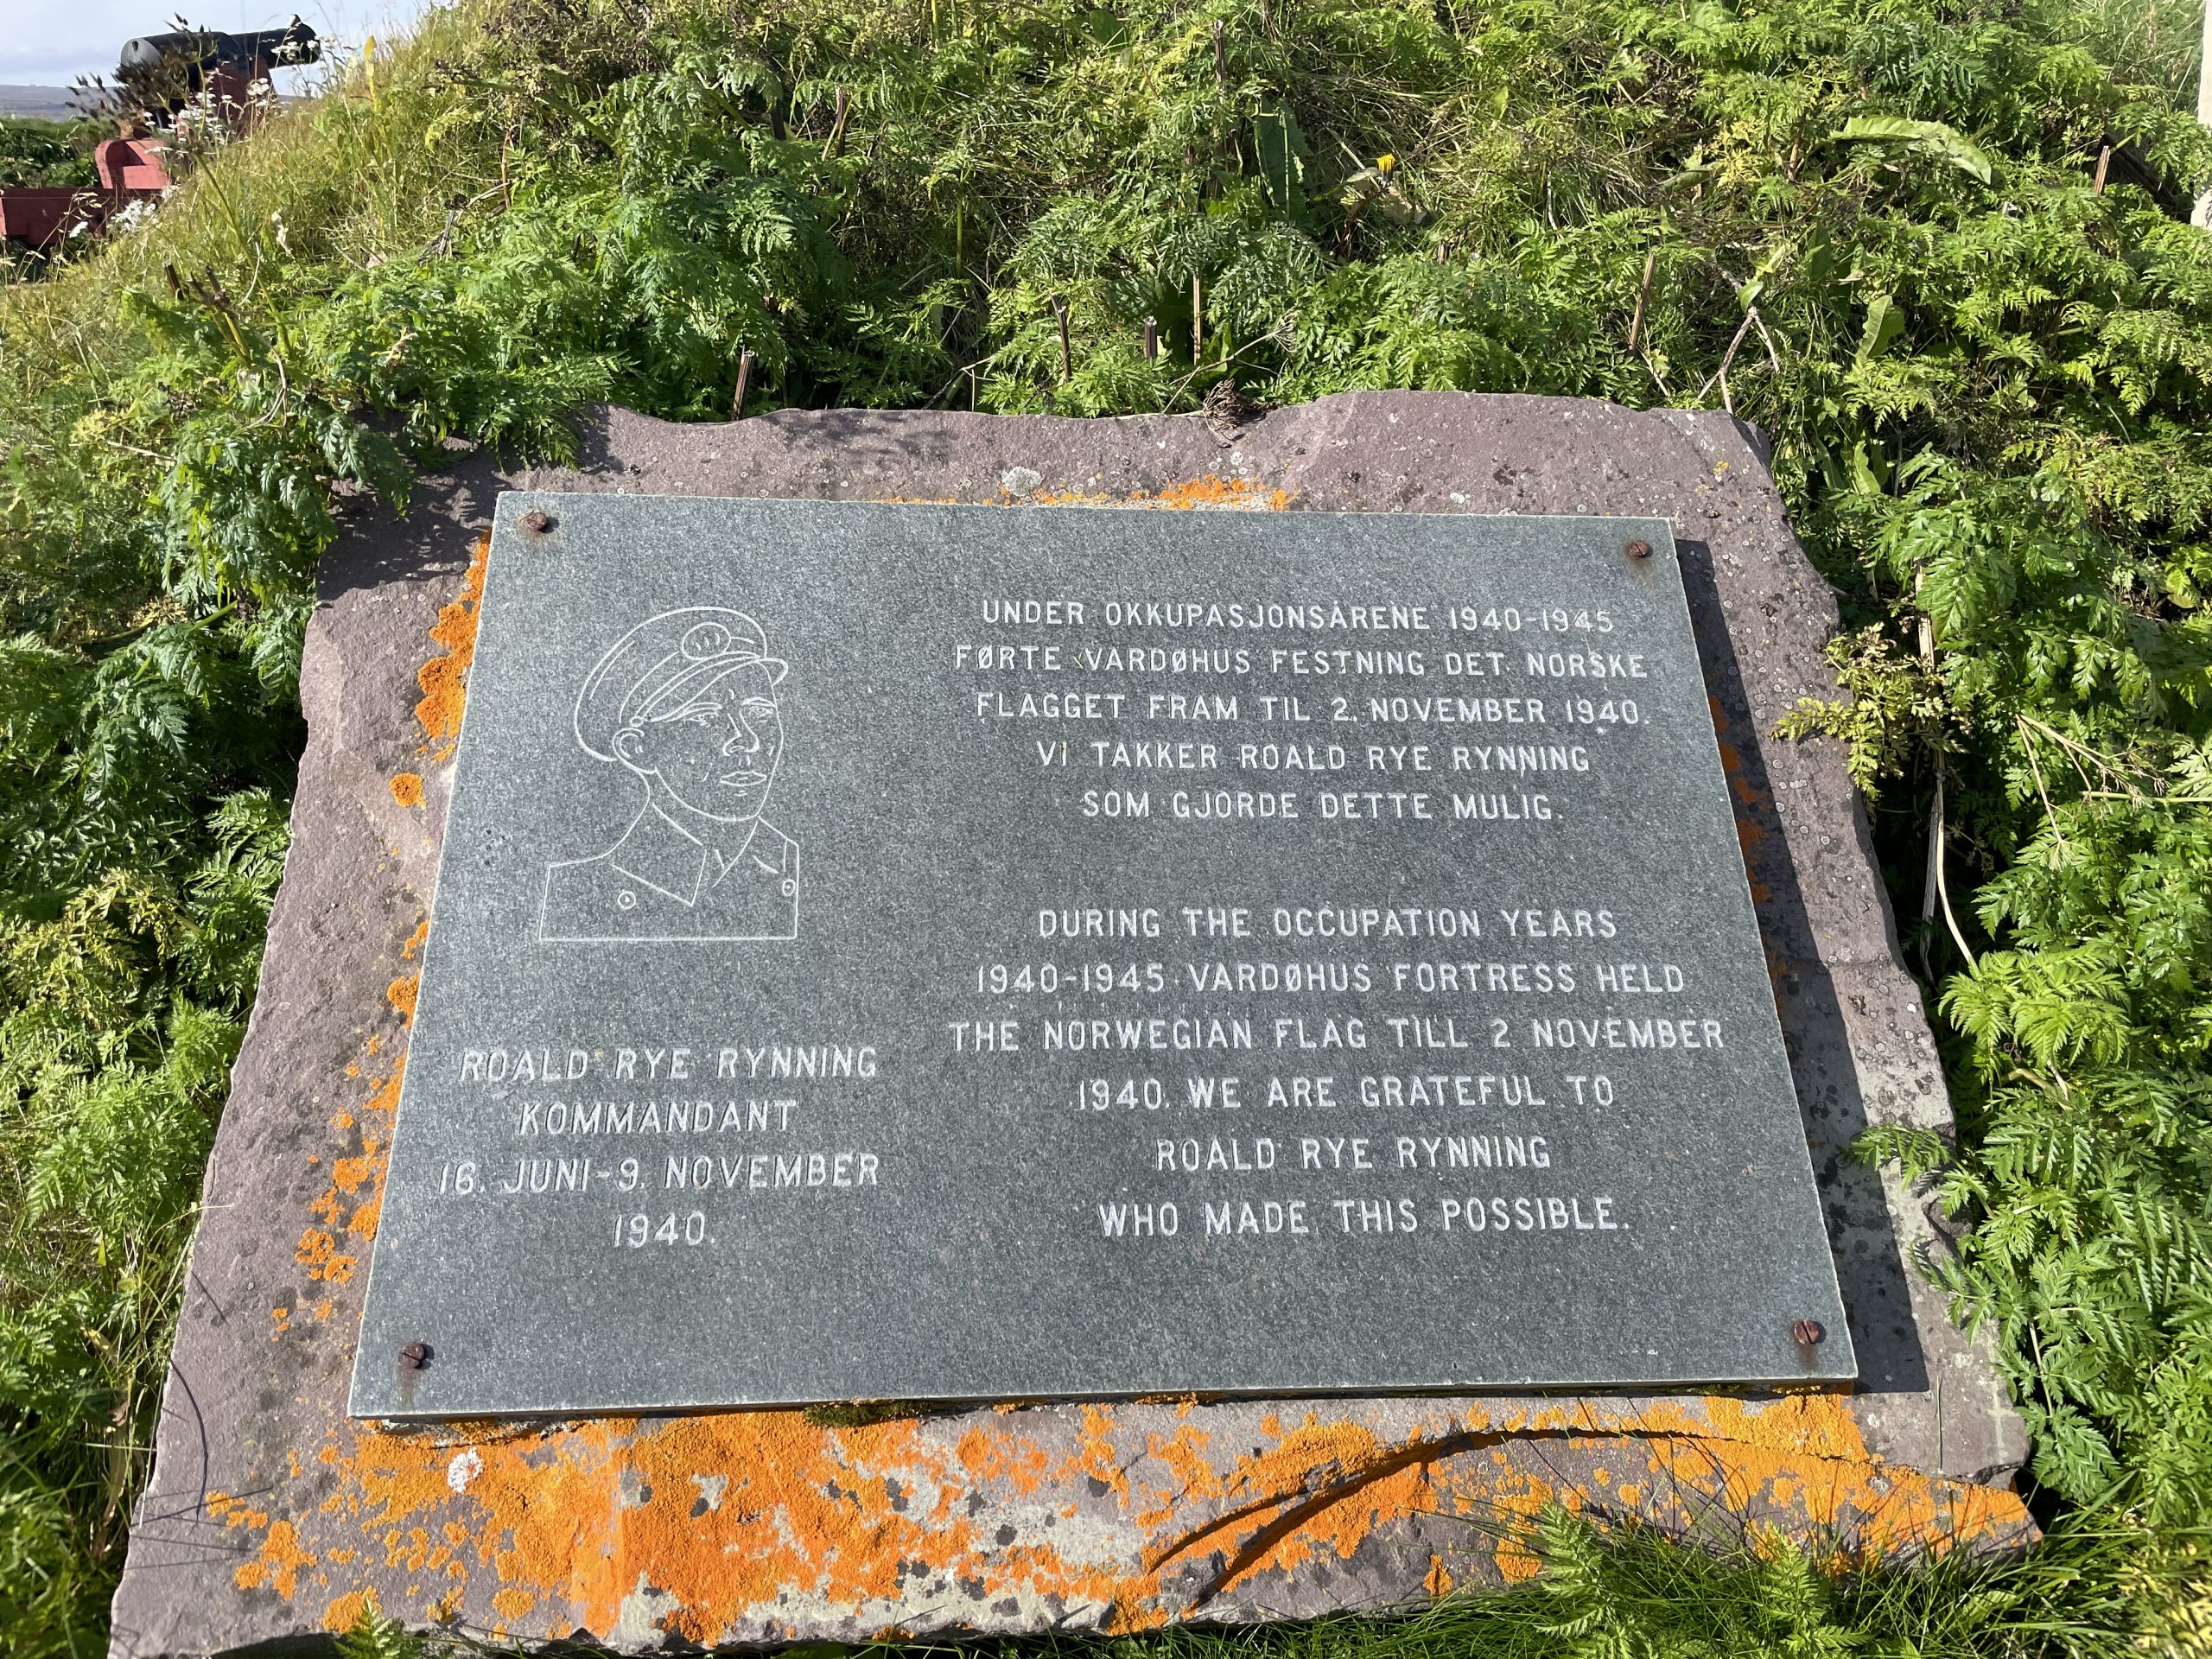 UNDER OKKUPASJONSÅRENE 1940-1945
FØRTE VARDØHUS FESTNING DET NORSKE
FLAGGET FRAM TIL 2. NOVEMBER 1940.
VI TAKKER ROALD RYE RYNNING
SOM GJORDE DETTE MULIG.
DURING THE OCCUPATION YEARS
1940-1945 VARDØHUS FORTRESS HELD
THE NORWEGIAN FLAG TILL 2 NOVEMBER
1940. WE ARE GRATEFUL TO
ROALD RYE RYNNING
WHO MADE THIS POSSIBLE.
ROALD RYE RYNNING
KOMMANDANT
16. JUNI-9. NOVEMBER
1940.